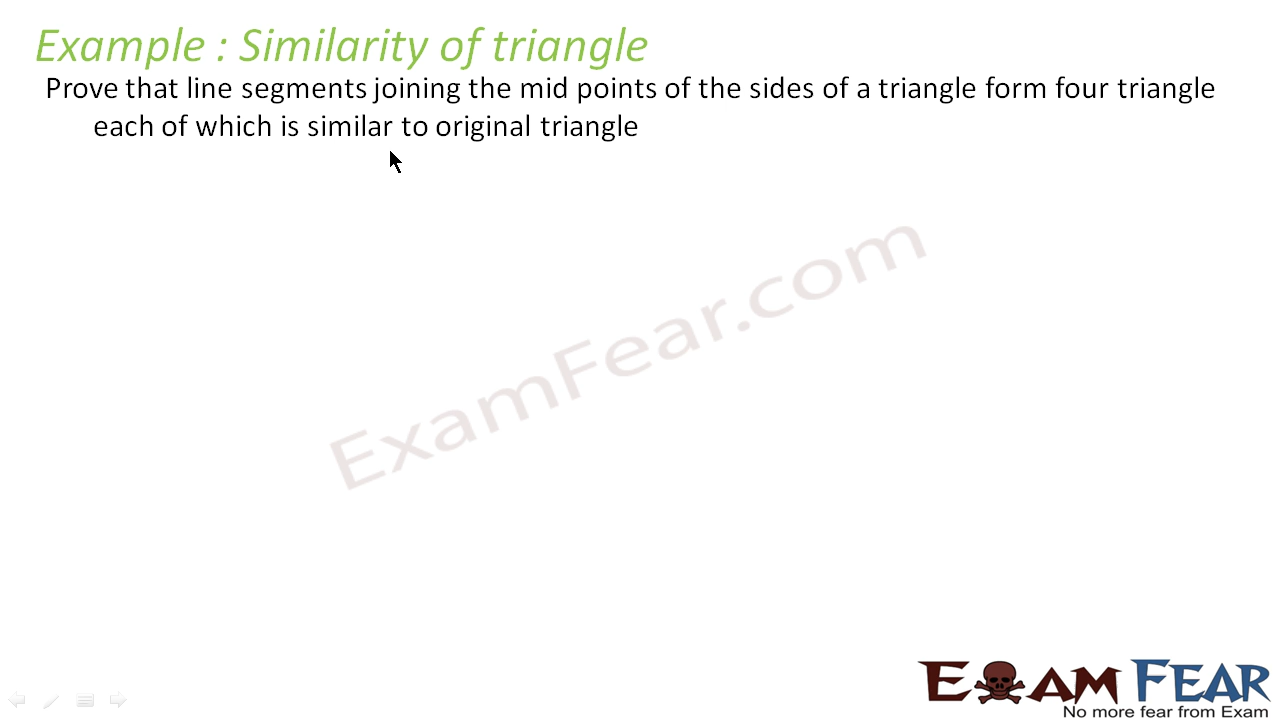 Example : Similarity of triangle
Prove that line segments joining the mid points of the sides of a triangle form four triangle
each of which is similar to original triangle
ExamFear.com
EXAM FEAR
No more fear from Exam